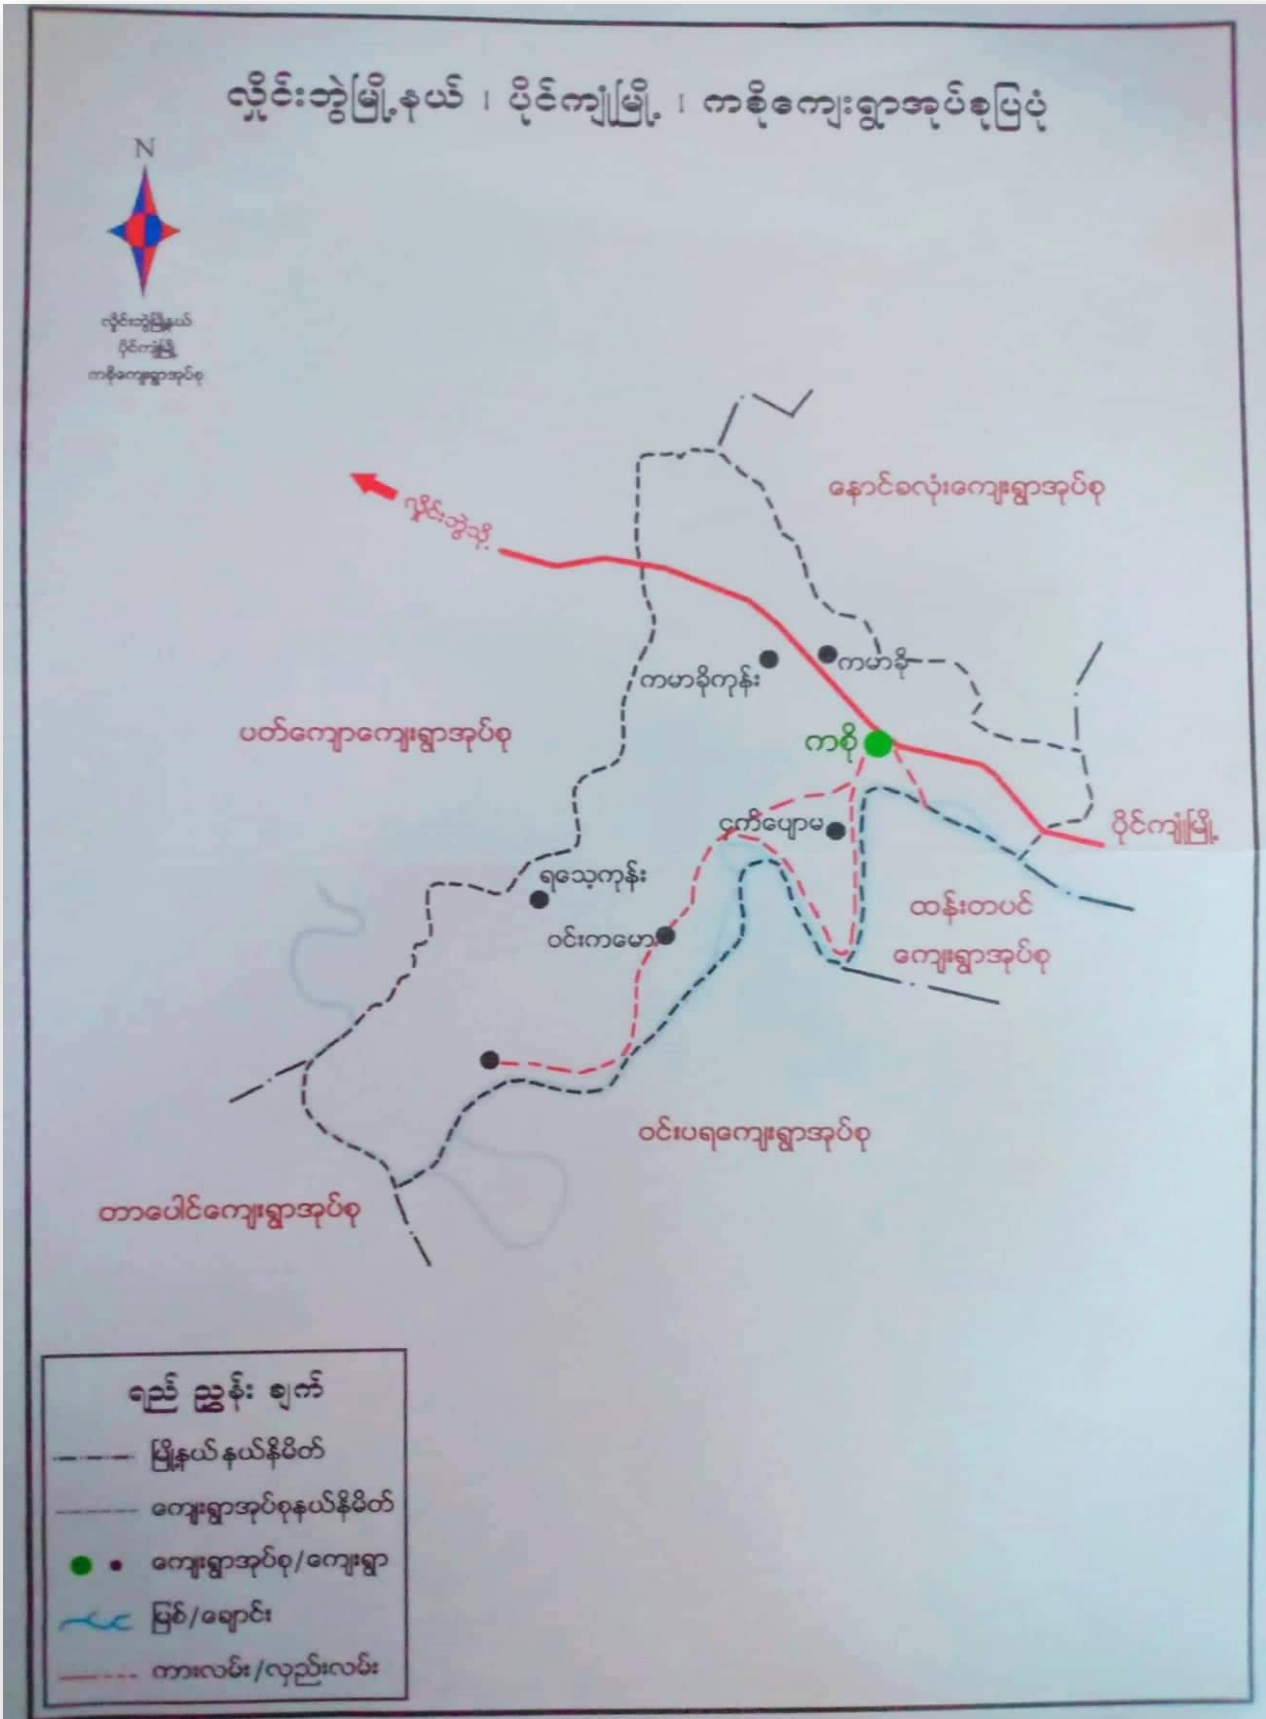 လှိုင်းဘွဲမြို့နယ် ၊ ပိုင်ကျုံမြို့ ၊ ကစိုကျေးရွာအုပ်စုပြပုံ
N
လှိုင်းဘွဲမြို့နယ်
ပိုင်ကျုံမြို့
ကစိုကျေးရွာအုပ်စု
နောင်ခလုံးကျေးရွာအုပ်စု
လှိုင်းဘွဲသို့
ကမာခို
ကမာခိုကုန်း
ပတ်ကျောကျေးရွာအုပ်စု
ကစို
ငှက်ပျောမ
ပိုင်ကျုံမြို့
ရသေ့ကုန်း
ထန်းတပင်
ကျေးရွာအုပ်စု
ဝင်းကမော
ဝင်းပရကျေးရွာအုပ်စု
တာပေါင်ကျေးရွာအုပ်စု
ရည် ညွှန်း ချက်
မြို့နယ်နယ်နိမိတ်
ကျေးရွာအုပ်စုနယ်နိမိတ်
ကျေးရွာအုပ်စု/ကျေးရွာ
မြစ်/ချောင်း
ကားလမ်း/လှည်းလမ်း